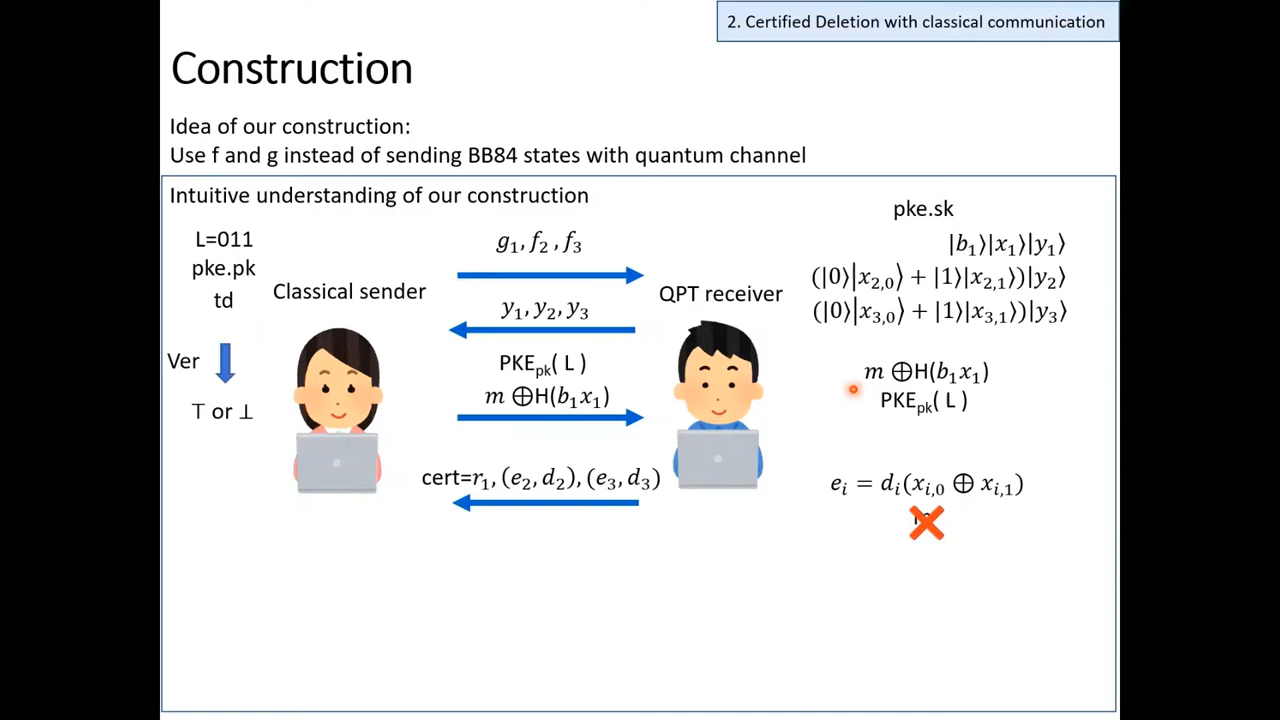 2. Certified Deletion with classical communication
Construction
Idea of our construction:
Use f and g instead of sending BB84 states with quantum channel
Intuitive understanding of our construction
L=011
pke.pk
td
Ver
⊤ or ⊥
Classical sender
g₁, f₂ , f₃
y₁, y₂, y₃
PKEₚₖ( L )
m ⊕H(b₁x₁)
cert=r₁, (e₂, d₂), (e₃, d₃)
QPT receiver
pke.sk
|b₁⟩|x₁⟩|y₁⟩
(|0⟩|x₂,₀⟩ + |1⟩|x₂,₁⟩)|y₂⟩
(|0⟩|x₃,₀⟩ + |1⟩|x₃,₁⟩)|y₃⟩
m ⊕H(b₁x₁)
PKEₚₖ( L )
eᵢ = dᵢ(xᵢ,₀ ⊕ xᵢ,₁)